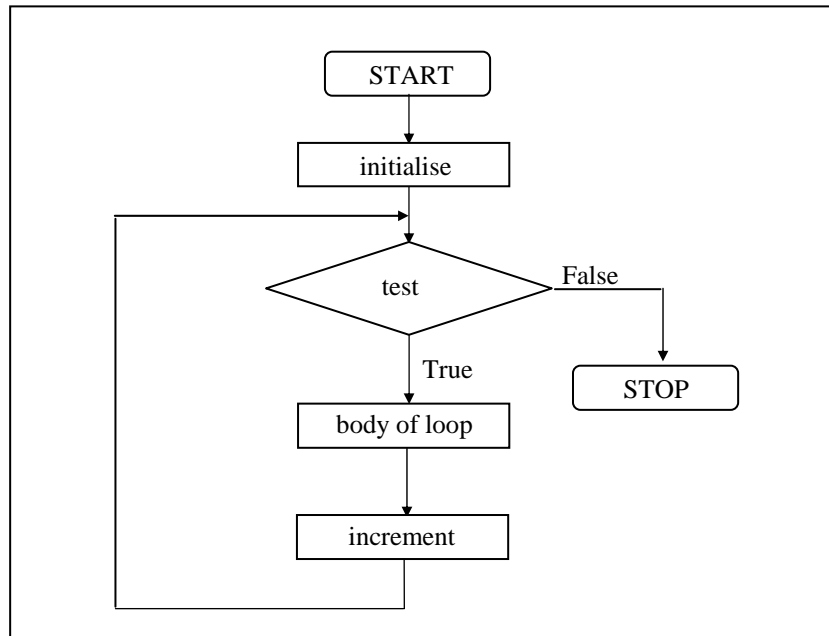 START
initialise
test
False
True
STOP
body of loop
increment